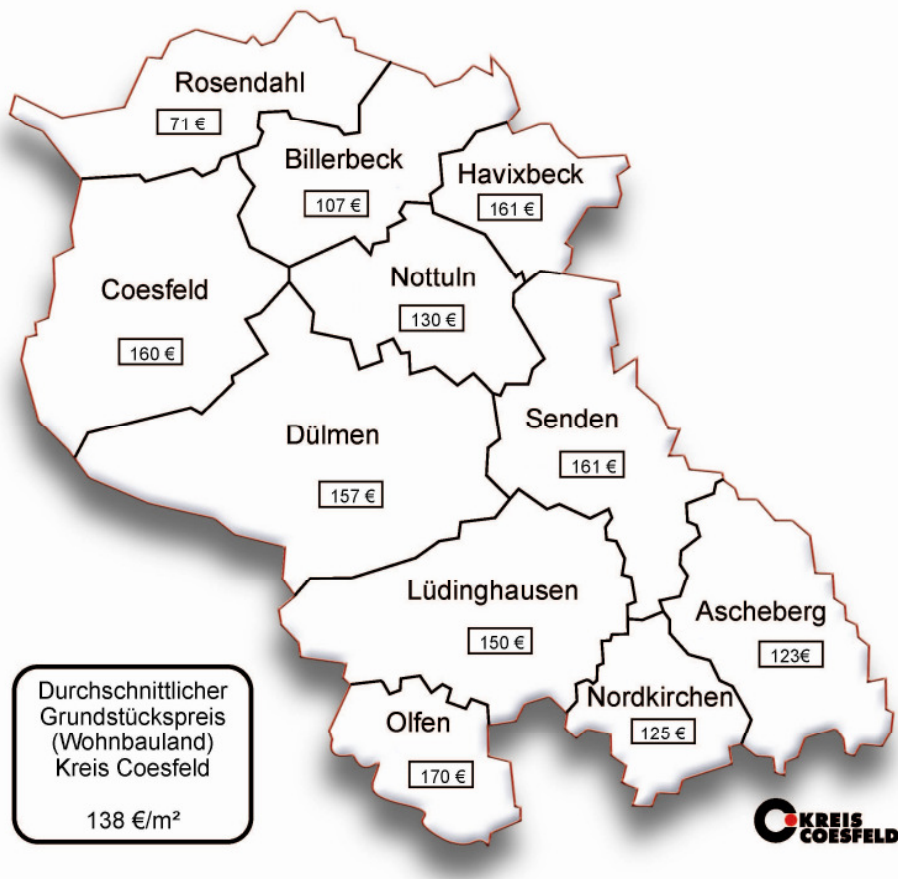 Rosendahl
71 €
Billerbeck
107 €
Havixbeck
161 €
Coesfeld
160 €
Nottuln
130 €
Dülmen
157 €
Senden
161 €
Lüdinghausen
150 €
Ascheberg
123€
Nordkirchen
125 €
Olfen
170 €
Durchschnittlicher
Grundstückspreis
(Wohnbauland)
Kreis Coesfeld
138 €/m²
KREIS
COESFELD